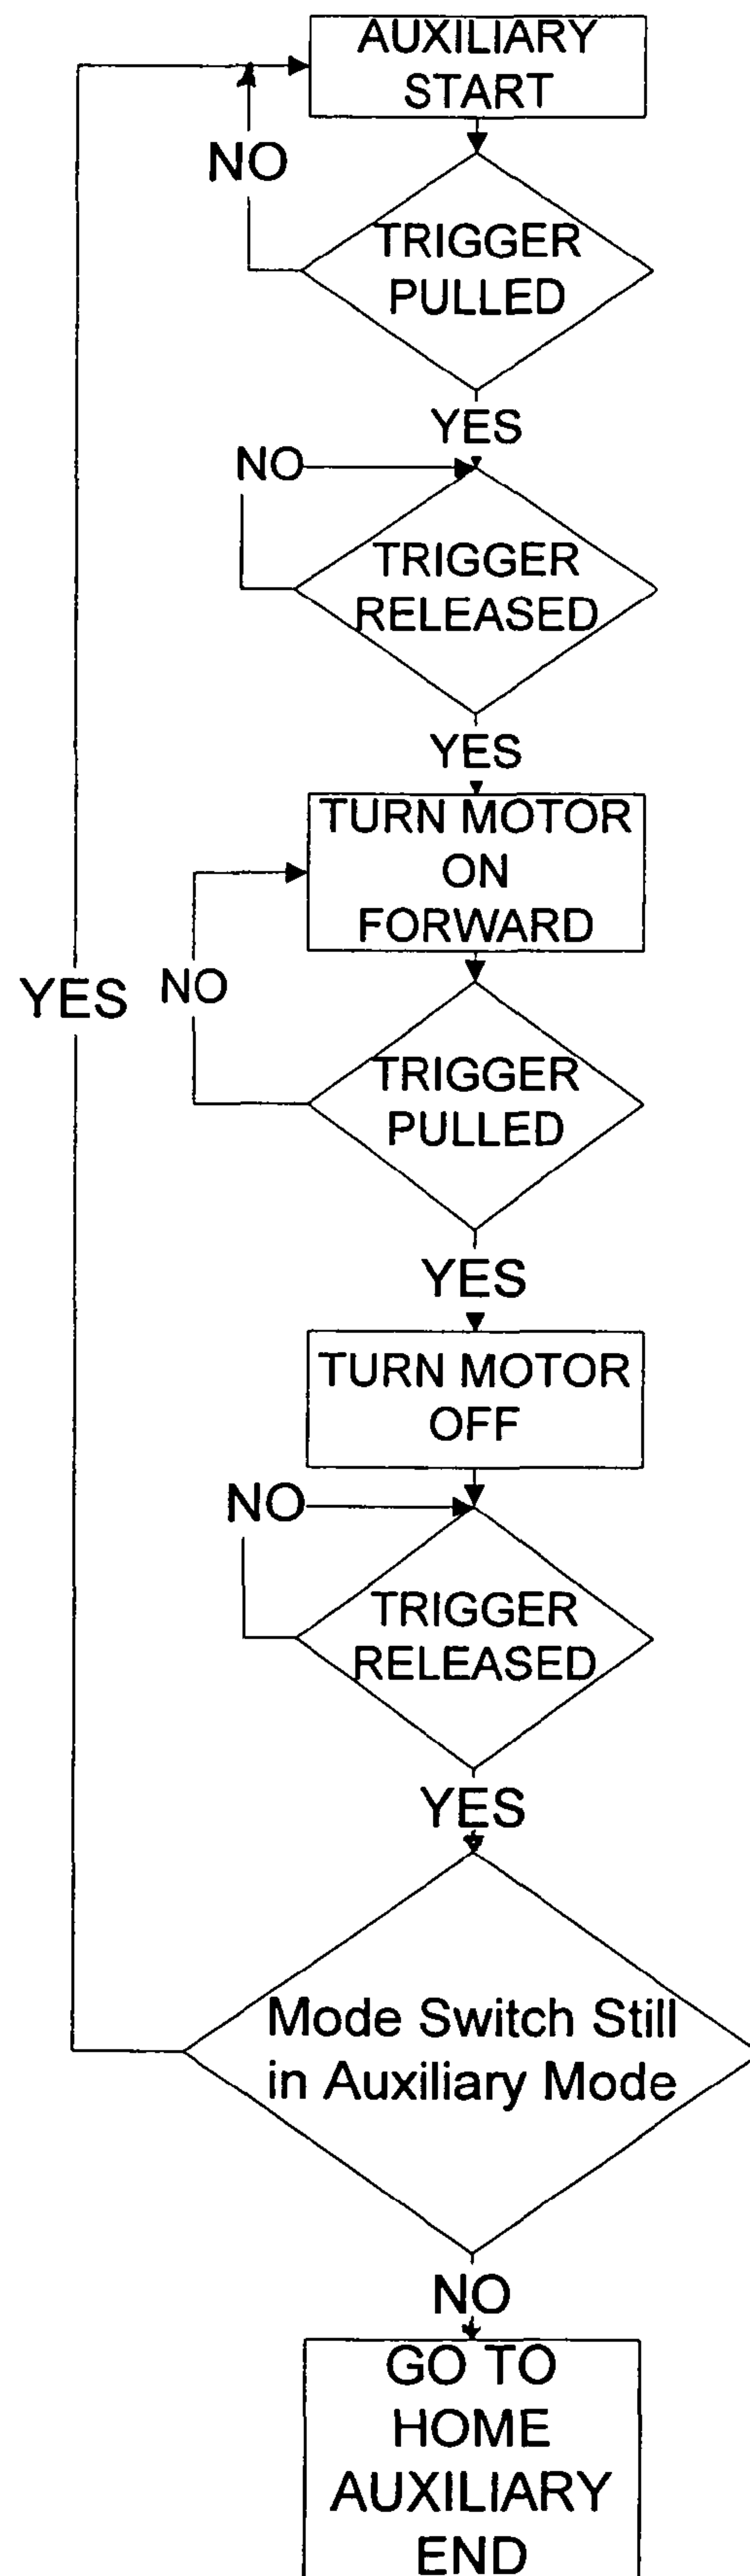 AUXILIARY
START
NO
TRIGGER
PULLED
YES
NO
TRIGGER
RELEASED
YES
TURN MOTOR
ON
FORWARD
YES
NO
TRIGGER
PULLED
YES
TURN MOTOR
OFF
NO
TRIGGER
RELEASED
YES
Mode Switch Still
in Auxiliary Mode
NO
GO TO
HOME
AUXILIARY
END